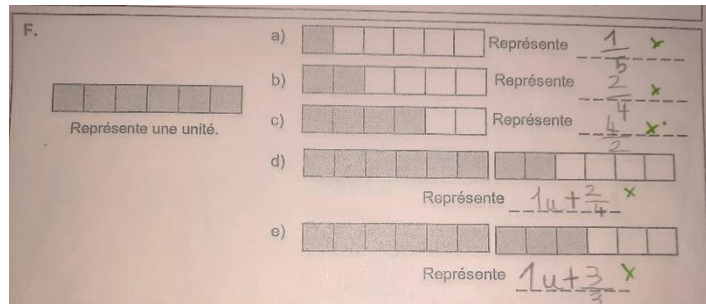 F.
a) Représente 1/5 x
b) Représente 2/4 x
Représente une unité.
c) Représente 4/2 x
d)
Représente 1u + 2/4 x
e)
Représente 1u + 3/3 x